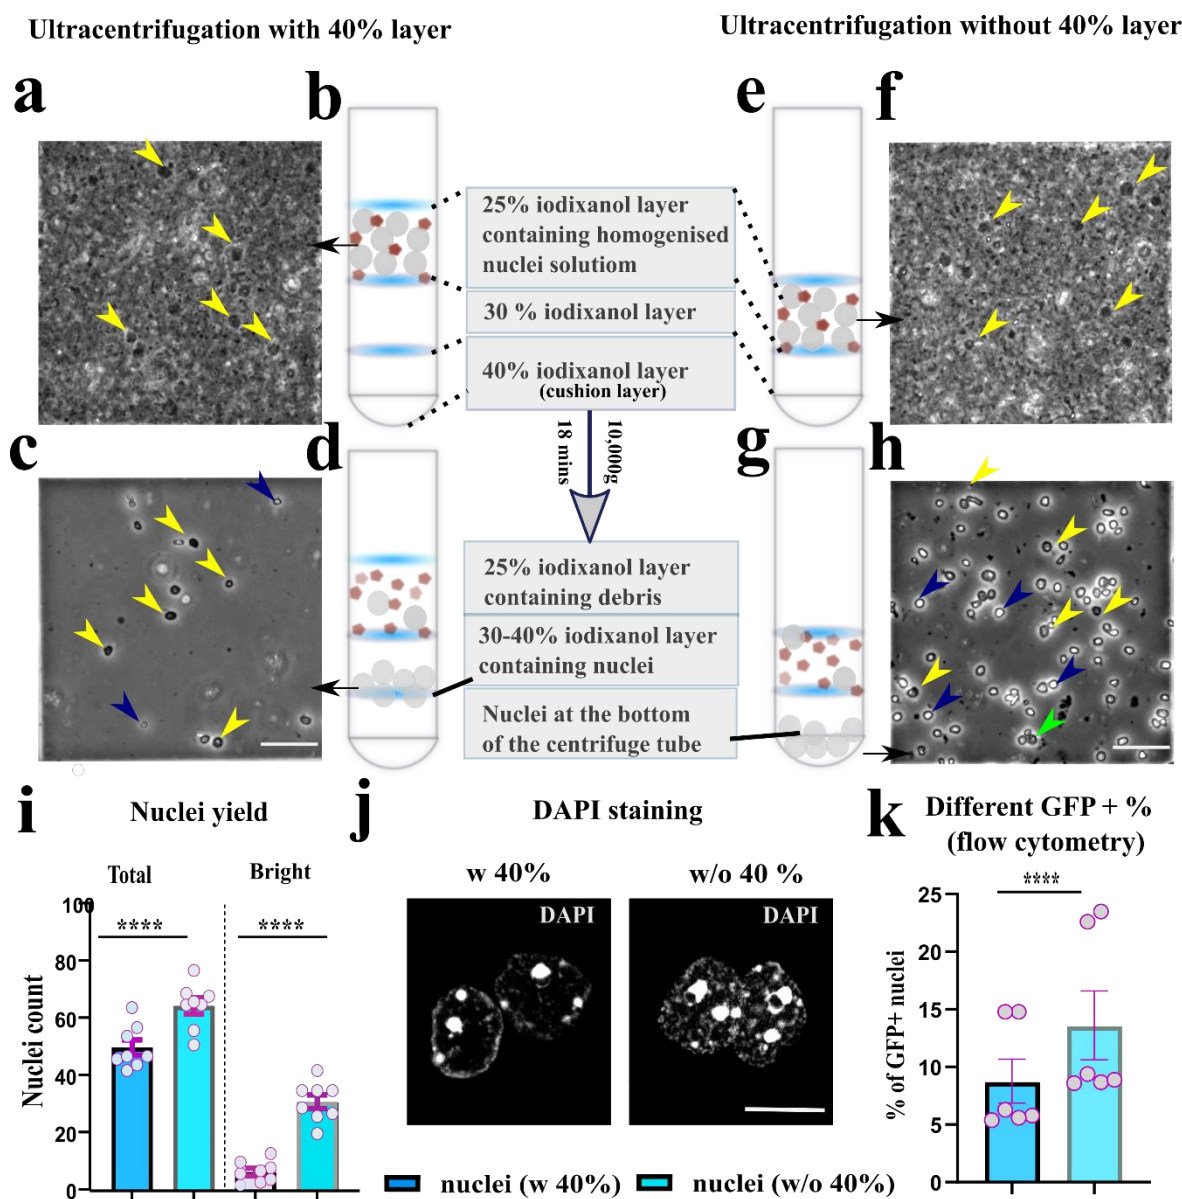 Ultracentrifugation with 40% layer
Ultracentrifugation without 40% layer
a
b
e
f
25% iodixanol layer
containing homogenised
nuclei solutiom
30 % iodixanol layer
40% iodixanol layer
(cushion layer)
c
d
18 mins
10,000g
g
h
25% iodixanol layer
containing debris
30-40% iodixanol layer
containing nuclei
Nuclei at the bottom
of the centrifuge tube
i
Nuclei yield
Total
Bright
****
****
Nuclei count
100
80
60
40
20
0
j
DAPI staining
w 40%
w/o 40 %
DAPI
DAPI
k
Different GFP + %
(flow cytometry)
****
% of GFP+ nuclei
25
20
15
10
5
0
nuclei (w 40%)
nuclei (w/o 40%)